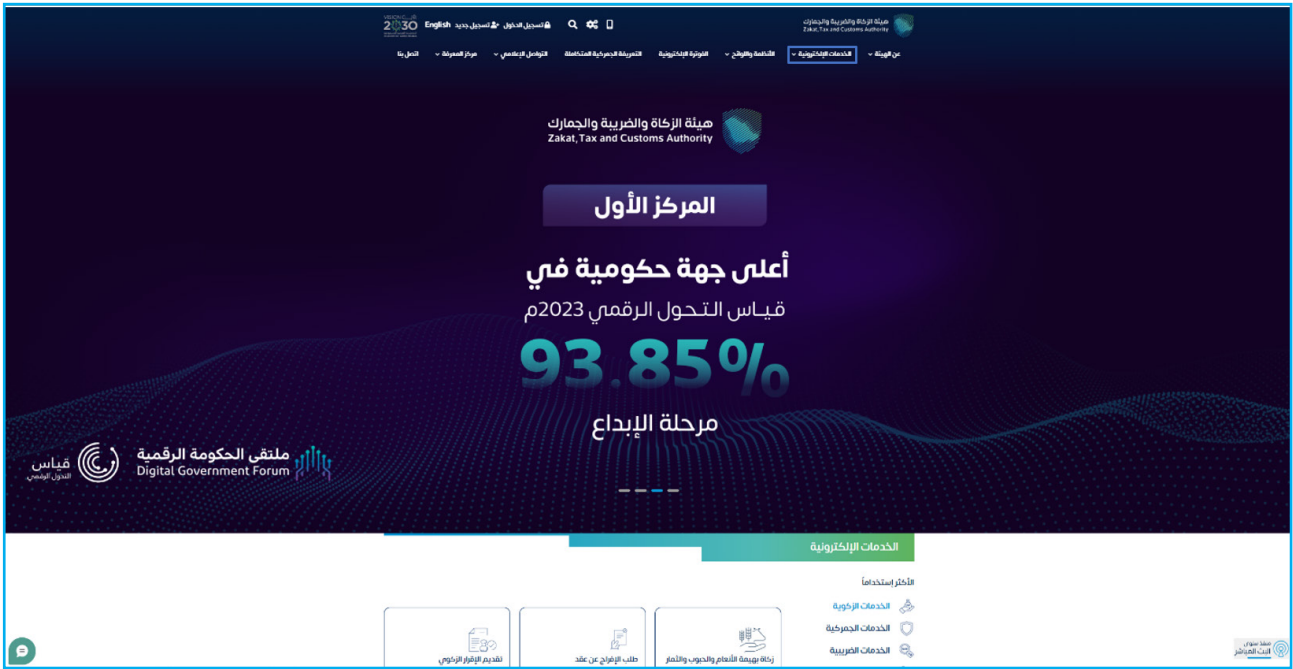 هيئة الزكاة والضريبة والجمارك
Zakat, Tax and Customs Authority
تسجيل الدخول
تسجيل جديد
English
2030
عن الهيئة
الخدمات الإلكترونية
الأنظمة واللوائح
الفوترة الإلكترونية
التعريفة الجمركية المتكاملة
التواصل الإعلامي
مركز المعرفة
اتصل بنا
هيئة الزكاة والضريبة والجمارك
Zakat, Tax and Customs Authority
المركز الأول
أعلى جهة حكومية في
قيـاس التـحـول الرقمي 2023م
93.85%
مرحلة الإبداع
ملتقى الحكومة الرقمية
Digital Government Forum
قياس
التحول الرقمي
الخدمات الإلكترونية
الأكثر إستخداماً
الخدمات الزكوية
الخدمات الجمركية
الخدمات الضريبية
زكاة بهيمة الأنعام والحبوب والثمار
طلب الإفراج عن عقد
تقديم الإقرار الزكوي
البث المباشر